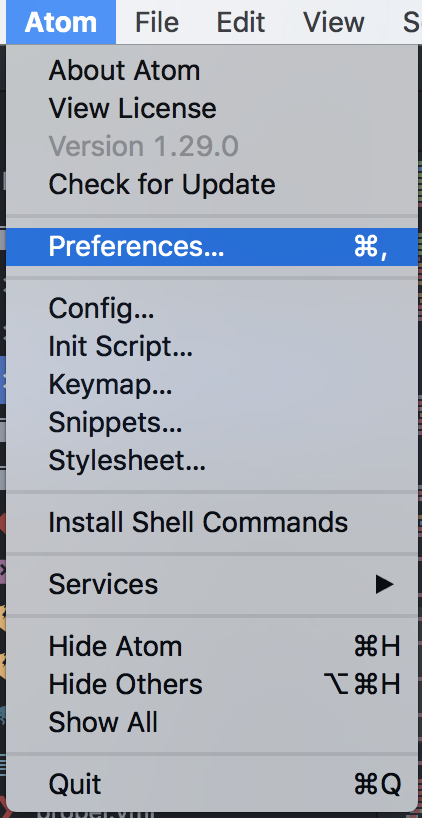 Atom File Edit View
About Atom
View License
Version 1.29.0
Check for Update
Preferences... ⌘,
Config...
Init Script...
Keymap...
Snippets...
Stylesheet...
Install Shell Commands
Services ▶
Hide Atom ⌘H
Hide Others ⌥⌘H
Show All
Quit ⌘Q